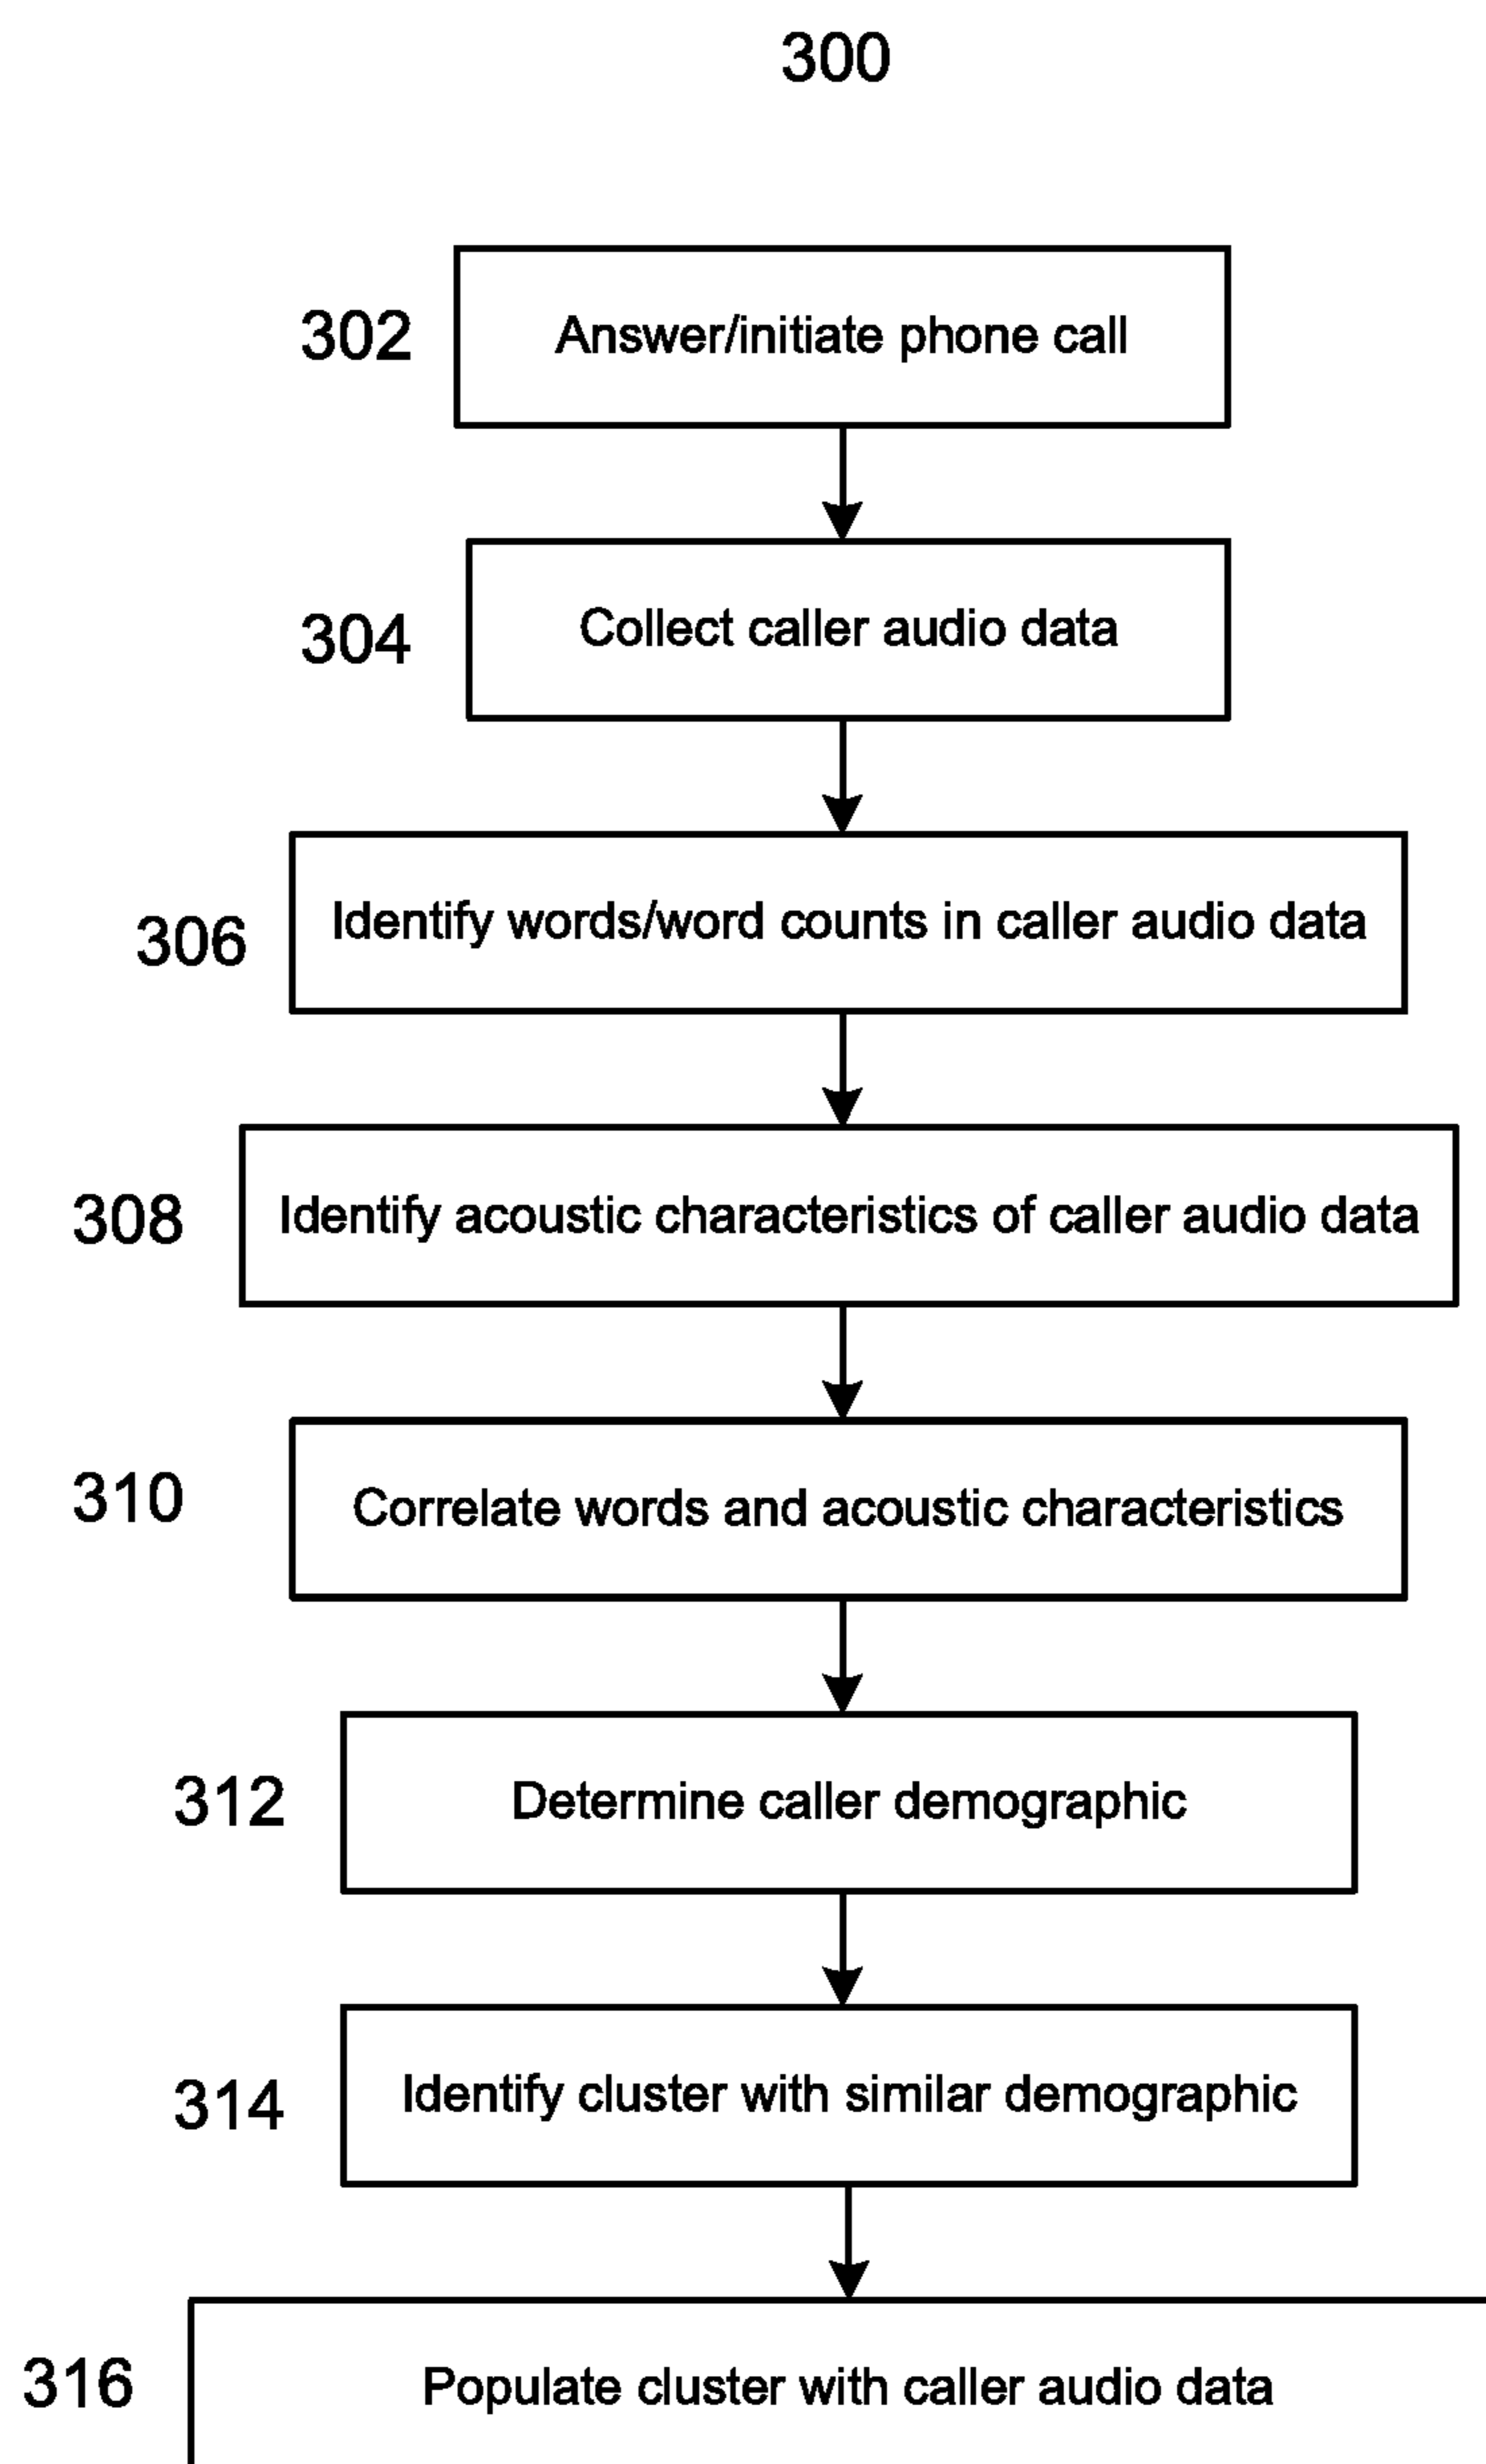 300
302 Answer/initiate phone call
304 Collect caller audio data
306 Identify words/word counts in caller audio data
308 Identify acoustic characteristics of caller audio data
310 Correlate words and acoustic characteristics
312 Determine caller demographic
314 Identify cluster with similar demographic
316 Populate cluster with caller audio data